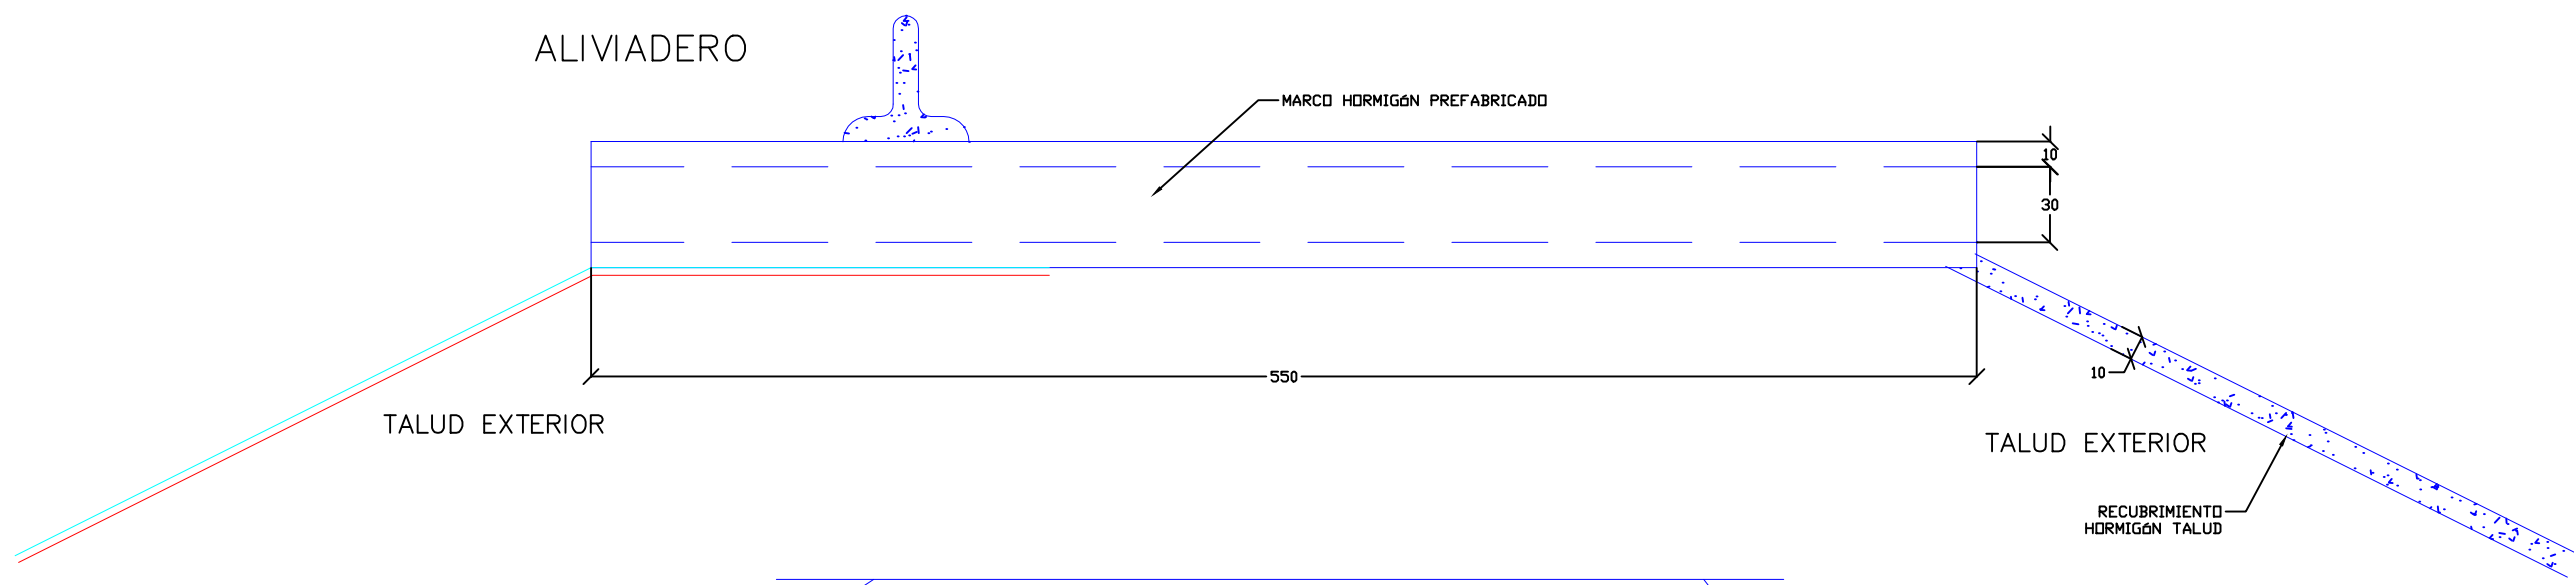 ALIVIADERO
MARCO HORMIGóN PREFABRICADO
10
30
550
10
TALUD EXTERIOR
TALUD EXTERIOR
RECUBRIMIENTO
HORMIGóN TALUD